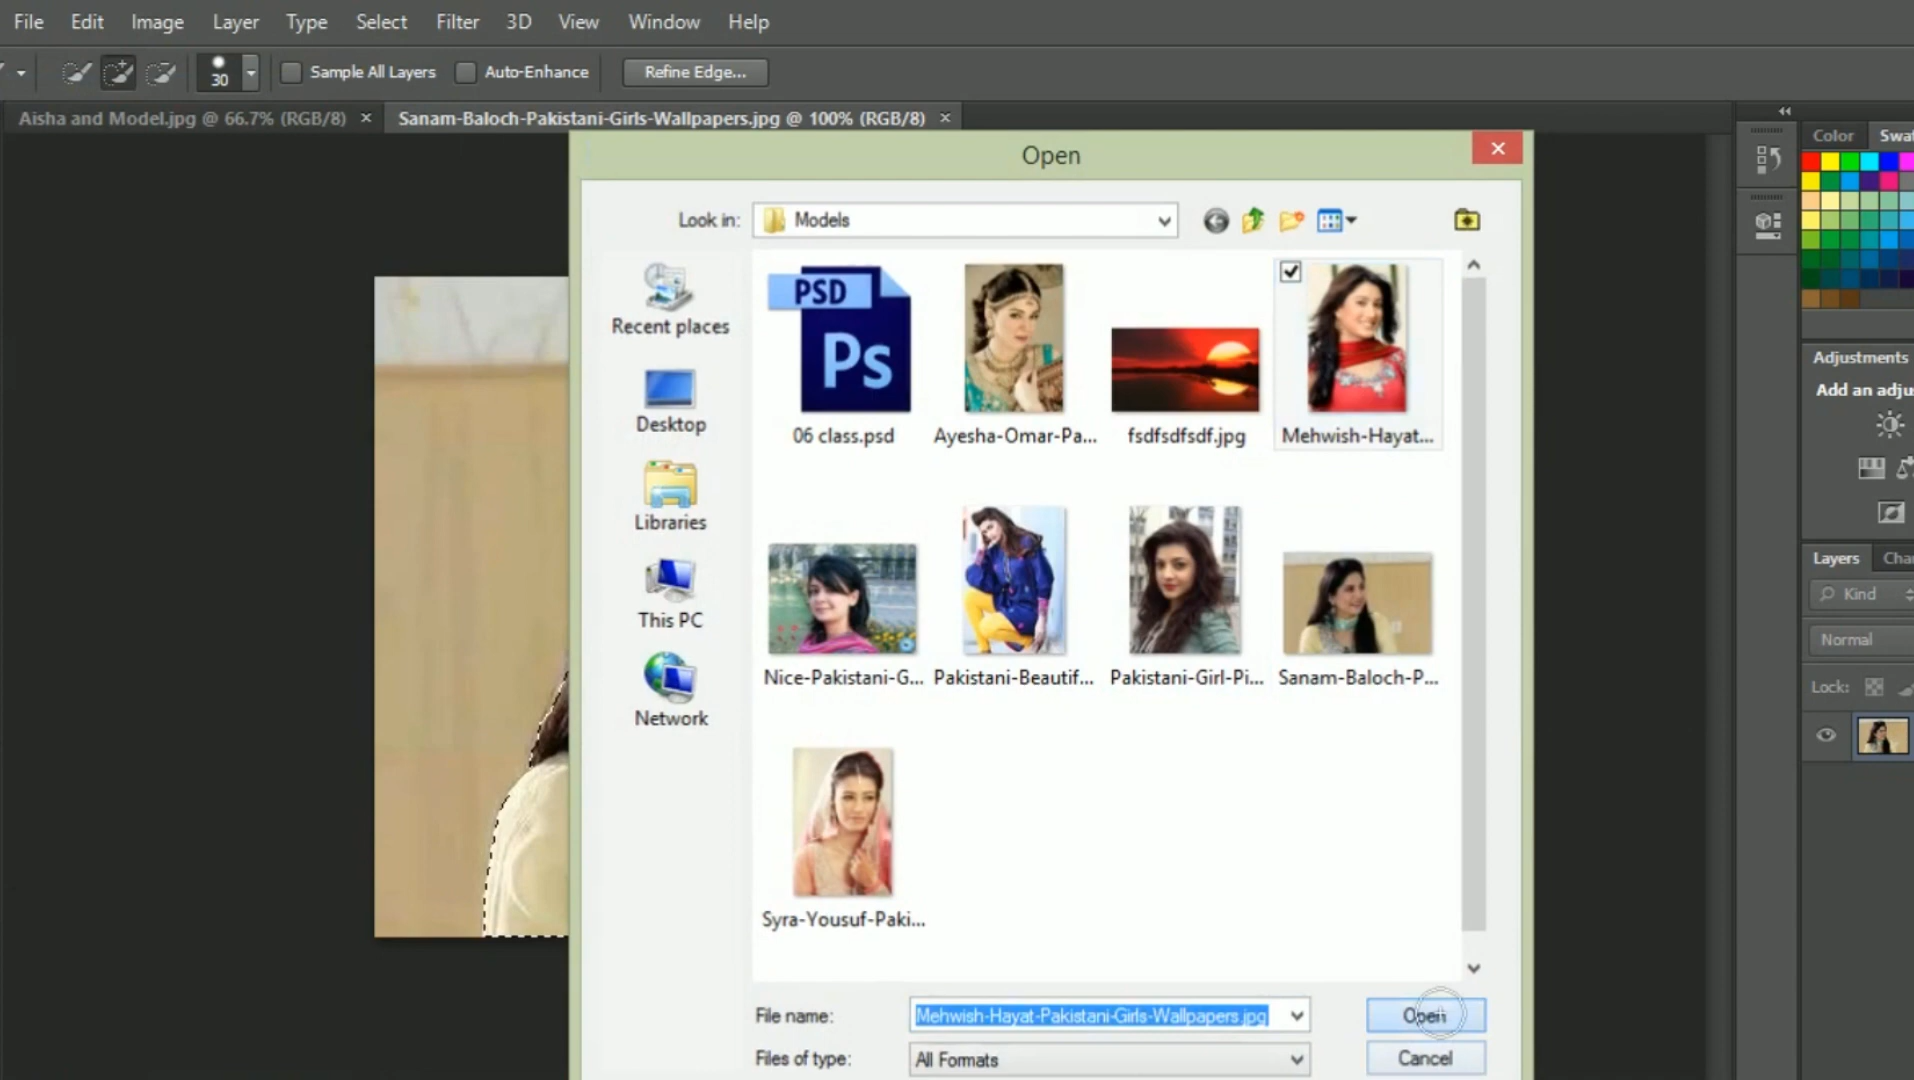 File Edit Image Layer Type Select Filter 3D View Window Help
30 Sample All Layers Auto-Enhance Refine Edge...
Aisha and Model.jpg @ 66.7% (RGB/8) × Sanam-Baloch-Pakistani-Girls-Wallpapers.jpg @ 100% (RGB/8) ×
Open
Color
Look in: Models
Recent places
Desktop
Libraries
This PC
Network
PSD
Ps
06 class.psd Ayesha-Omar-Pa... fsdfsdfsdf.jpg Mehwish-Hayat...
Nice-Pakistani-G... Pakistani-Beautif... Pakistani-Girl-Pi... Sanam-Baloch-P...
Syra-Yousuf-Paki...
File name: Mehwish-Hayat-Pakistani-Girls-Wallpapers.jpg Open
Files of type: All Formats Cancel
Adjustments
Add an adju
Layers Cha
Kind
Normal
Lock: